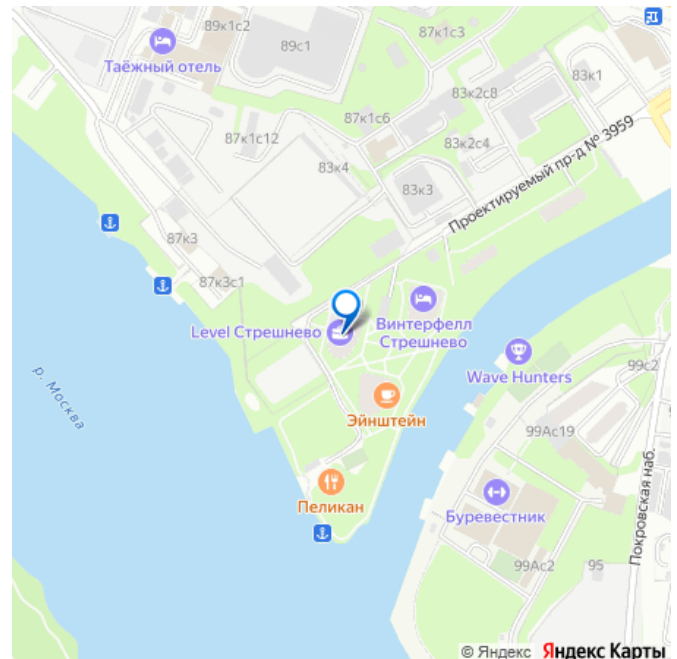 89к1с2
89с1
87к1с3
Таёжный отель
83к2с8
83к1
87к1с6
87к1с12
83к2с4
83к4
83к3
Проектируемый пр-д № 3959
87к3
87к3с1
Level Стрешнево
Винтерфелл
Стрешнево
р. Москва
Wave Hunters
99с2
Эйнштейн
99Ас19
Пеликан
Буревестник
Покровская наб.
99Ас2
95
© Яндекс Яндекс Карты